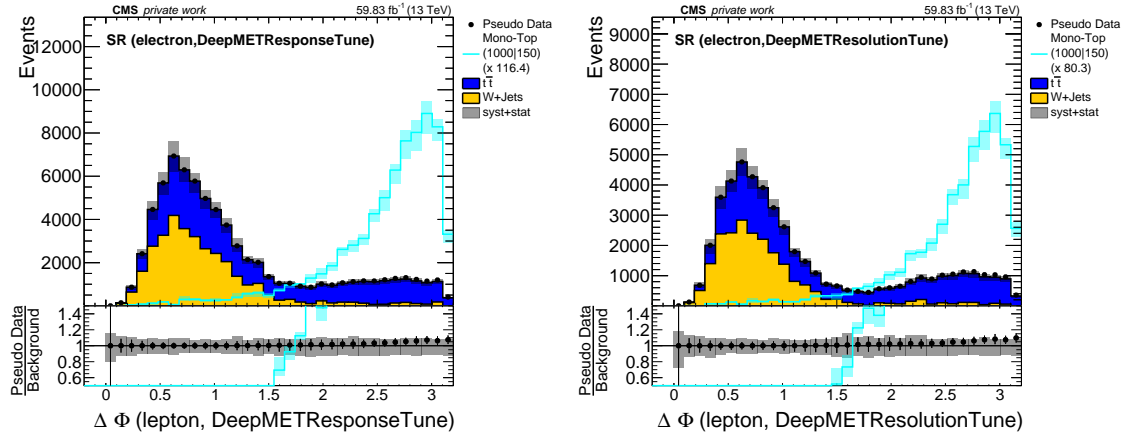 CMS private work 59.83 fb⁻¹ (13 TeV)
SR (electron,DeepMETResponseTune)
Events
12000
10000
8000
6000
4000
2000
Pseudo Data
Mono-Top
(1000|150)
(x 116.4)
tt̅
W+Jets
syst+stat
Pseudo Data
Background
1.4
1.2
1
0.8
0.6
0 0.5 1 1.5 2 2.5 3
Δ Φ (lepton, DeepMETResponseTune)
CMS private work 59.83 fb⁻¹ (13 TeV)
SR (electron,DeepMETResolutionTune)
Events
9000
8000
7000
6000
5000
4000
3000
2000
1000
Pseudo Data
Mono-Top
(1000|150)
(x 80.3)
tt̅
W+Jets
syst+stat
Pseudo Data
Background
1.4
1.2
1
0.8
0.6
0 0.5 1 1.5 2 2.5 3
Δ Φ (lepton, DeepMETResolutionTune)